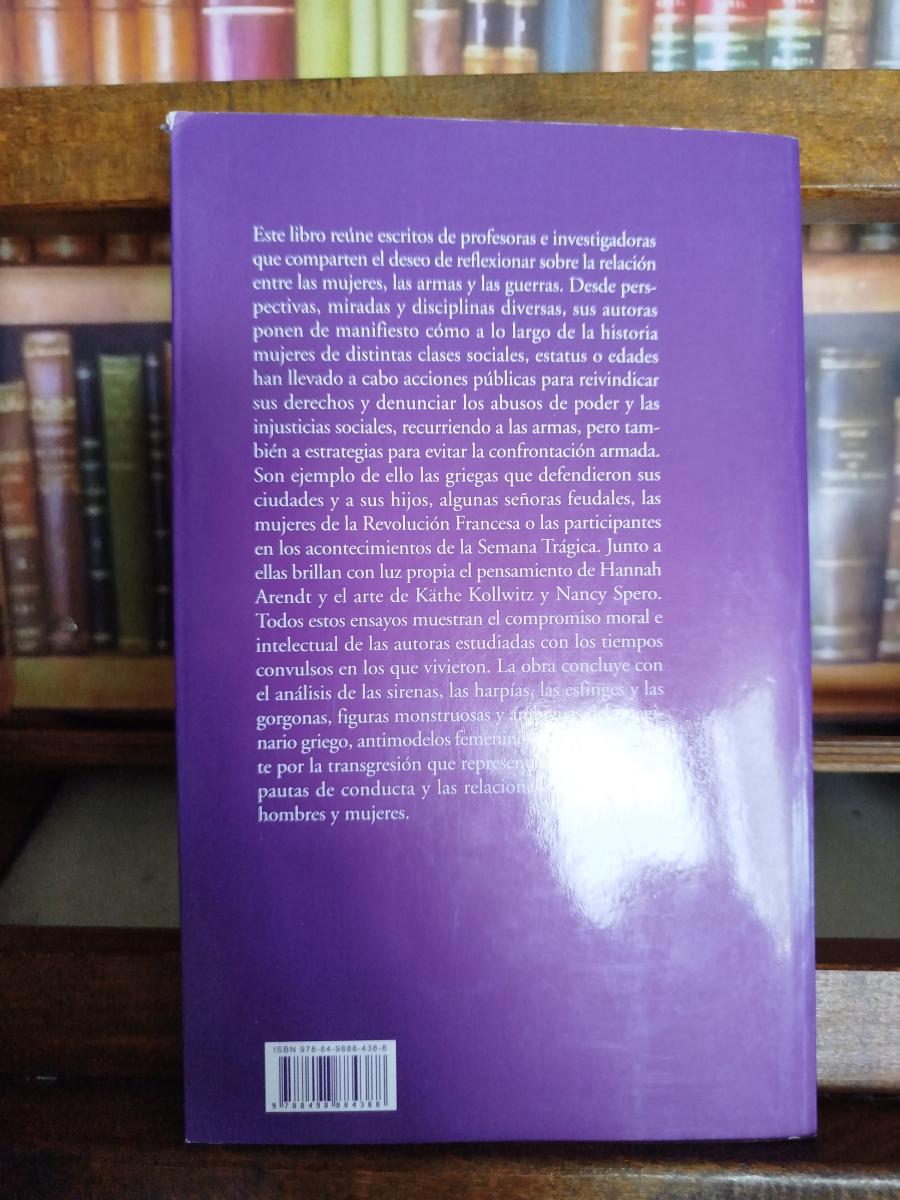 Este libro reúne escritos de profesoras e investigadoras
que comparten el deseo de reflexionar sobre la relación
entre las mujeres, las armas y las guerras. Desde pers-
pectivas, miradas y disciplinas diversas, sus autoras
ponen de manifiesto cómo a lo largo de la historia
mujeres de distintas clases sociales, estatus o edades
han llevado a cabo acciones públicas para reivindicar
sus derechos y denunciar los abusos de poder y las
injusticias sociales, recurriendo a las armas, pero tam-
bién a estrategias para evitar la confrontación armada.
Son ejemplo de ello las griegas que defendieron sus
ciudades y a sus hijos, algunas señoras feudales, las
mujeres de la Revolución Francesa o las participantes
en los acontecimientos de la Semana Trágica. Junto a
ellas brillan con luz propia el pensamiento de Hannah
Arendt y el arte de Käthe Kollwitz y Nancy Spero.
Todos estos ensayos muestran el compromiso moral e
intelectual de las autoras estudiadas con los tiempos
convulsos en los que vivieron. La obra concluye con
el análisis de las sirenas, las harpías, las esfinges y las
gorgonas, figuras monstruosas y
nario griego, antimodelos
te por la transgresión que
pautas de conducta y las
hombres y mujeres.
ISBN 978-84-9888-438-8
9 788498 884388